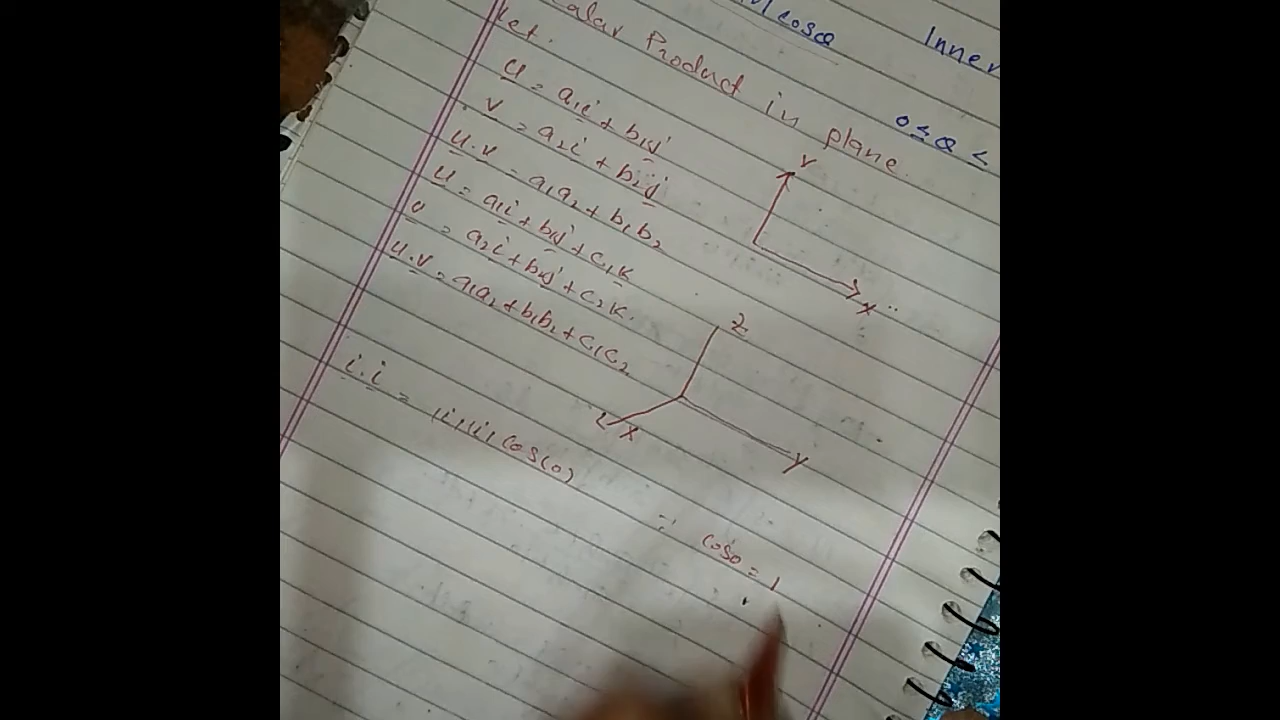 cosθ
Inner
alar Product in plane.
0 ≤ θ <
Let.
u = a₁i + b₁j
v = a₂i + b₂j
u.v = a₁a₂ + b₁b₂
Y
X
u = a₁i + b₁j + c₁k
v = a₂i + b₂j + c₂k.
u.v = a₁a₂ + b₁b₂ + c₁c₂
Z
X
Y
i.i = |i||i| cos(0)
∵ cos0 = 1